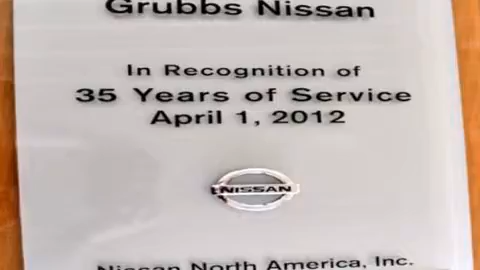 Grubbs Nissan
In Recognition of
35 Years of Service
April 1, 2012
NISSAN
Nissan North America, Inc.